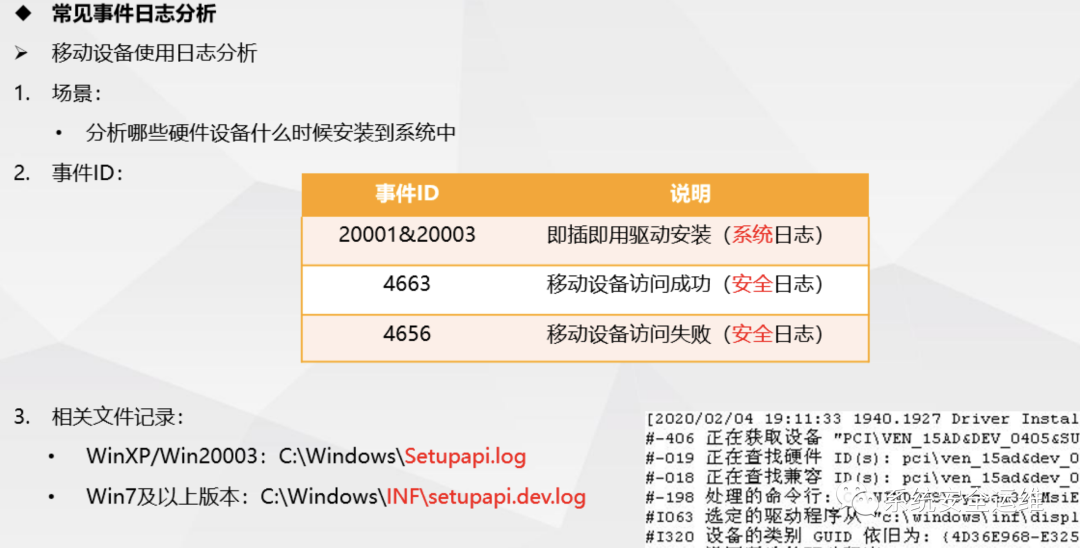 ◆ 常见事件日志分析
➢ 移动设备使用日志分析
1. 场景：
• 分析哪些硬件设备什么时候安装到系统中
2. 事件ID：
事件ID 说明
20001&20003 即插即用驱动安装（系统日志）
4663 移动设备访问成功（安全日志）
4656 移动设备访问失败（安全日志）
3. 相关文件记录：
• WinXP/Win20003：C:\Windows\Setupapi.log
• Win7及以上版本：C:\Windows\INF\setupapi.dev.log
[2020/02/04 19:11:33 1940.1927 Driver Instal
#-406 正在获取设备 "PCI\VEN_15AD&DEV_0405&SU
#-019 正在查找硬件 ID(s): pci\ven_15ad&dev_0
#-018 正在查找兼容 ID(s): pci\ven_15ad&dev_0
#-198 处理的命令行:
#I063 选定的驱动程序从 "c:\windows\inf\displ
#I320 设备的类别 GUID 依旧为: {4D36E968-E325
系统安全运维